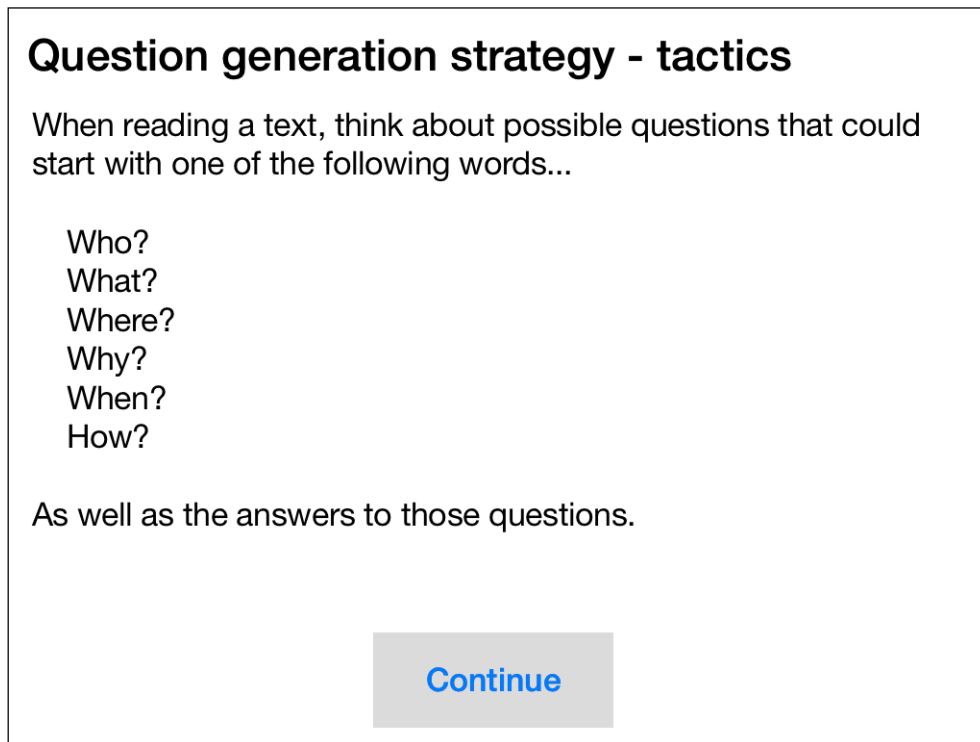 Question generation strategy - tactics
When reading a text, think about possible questions that could
start with one of the following words...
Who?
What?
Where?
Why?
When?
How?
As well as the answers to those questions.
Continue